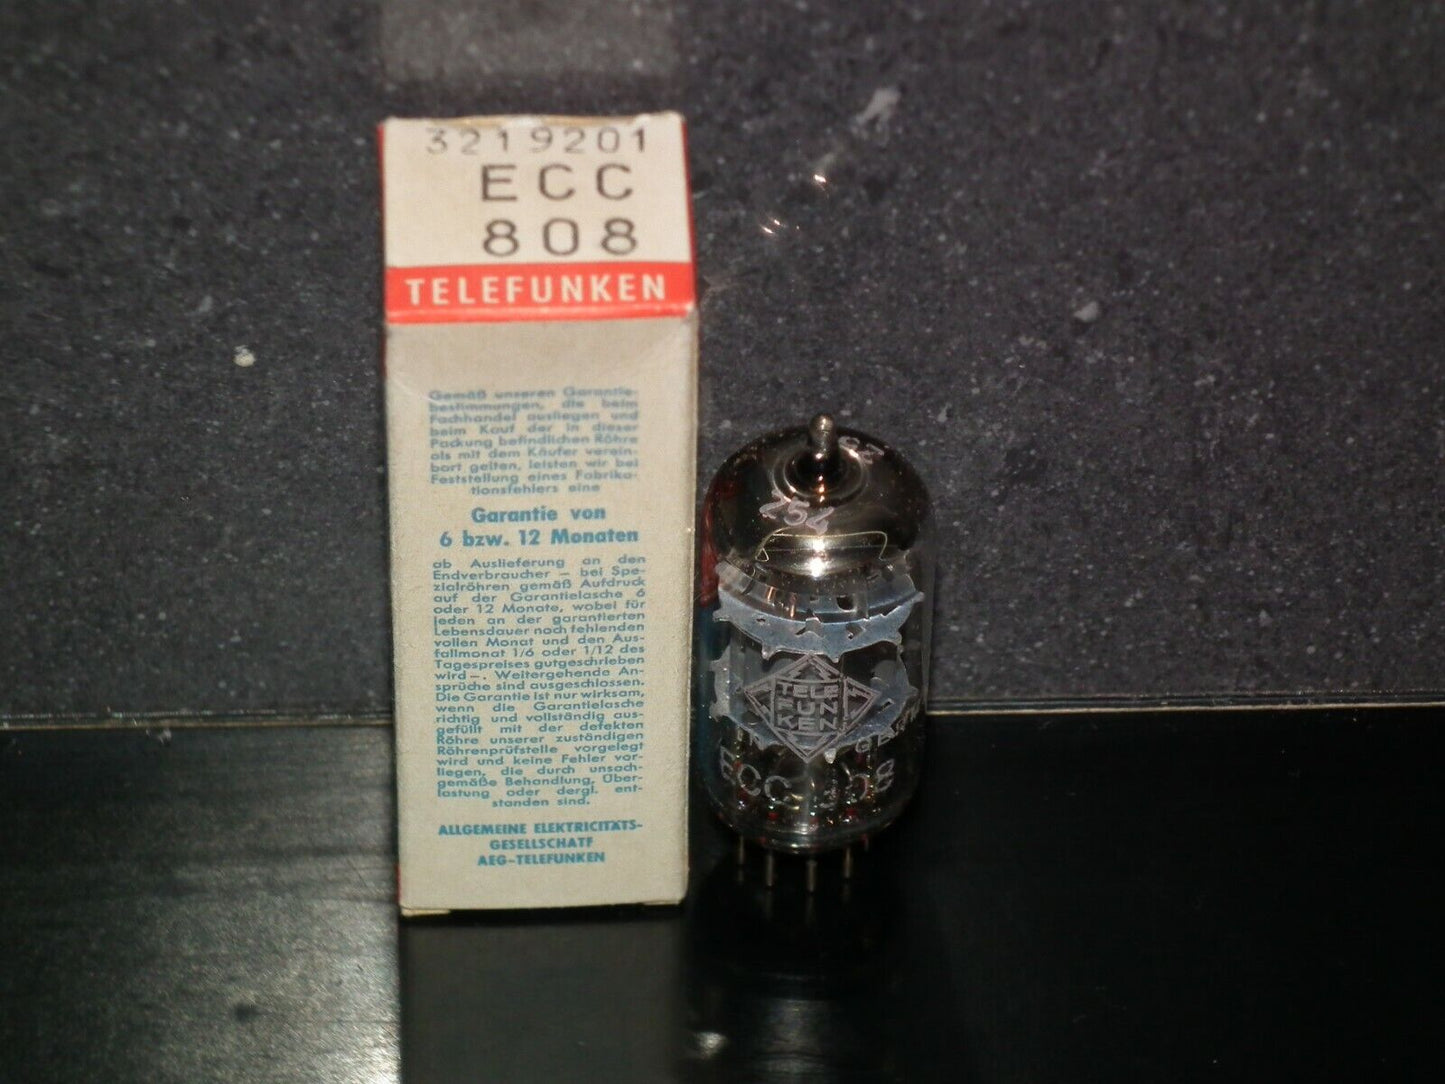 3219201
ECC
808
TELEFUNKEN
Gemäß unseren Garantie-
bestimmungen, die beim
Fachhandel ausliegen und
beim Kauf der in dieser
Packung befindlichen Röhre
als mit dem Käufer verein-
bart gelten, leisten wir bei
Feststellung eines Fabrika-
tionsfehlers eine
Garantie von
6 bzw. 12 Monaten
ab Auslieferung an den
Endverbraucher – bei Spe-
zialröhren gemäß Aufdruck
auf der Garantielasche 6
oder 12 Monate, wobei für
jeden an der garantierten
Lebensdauer noch fehlenden
vollen Monat und den Aus-
fallmonat 1/6 oder 1/12 des
Tagespreises gutgeschrieben
wird –. Weitergehende An-
sprüche sind ausgeschlossen.
Die Garantie ist nur wirksam,
wenn die Garantielasche
richtig und vollständig aus-
gefüllt mit der defekten
Röhre unserer zuständigen
Röhrenprüfstelle vorgelegt
wird und keine Fehler vor-
liegen, die durch unsach-
gemäße Behandlung, Über-
lastung oder dergl. ent-
standen sind.
ALLGEMEINE ELEKTRICITÄTS-
GESELLSCHAFT
AEG-TELEFUNKEN
TELE
FUN
KEN
ECC 808